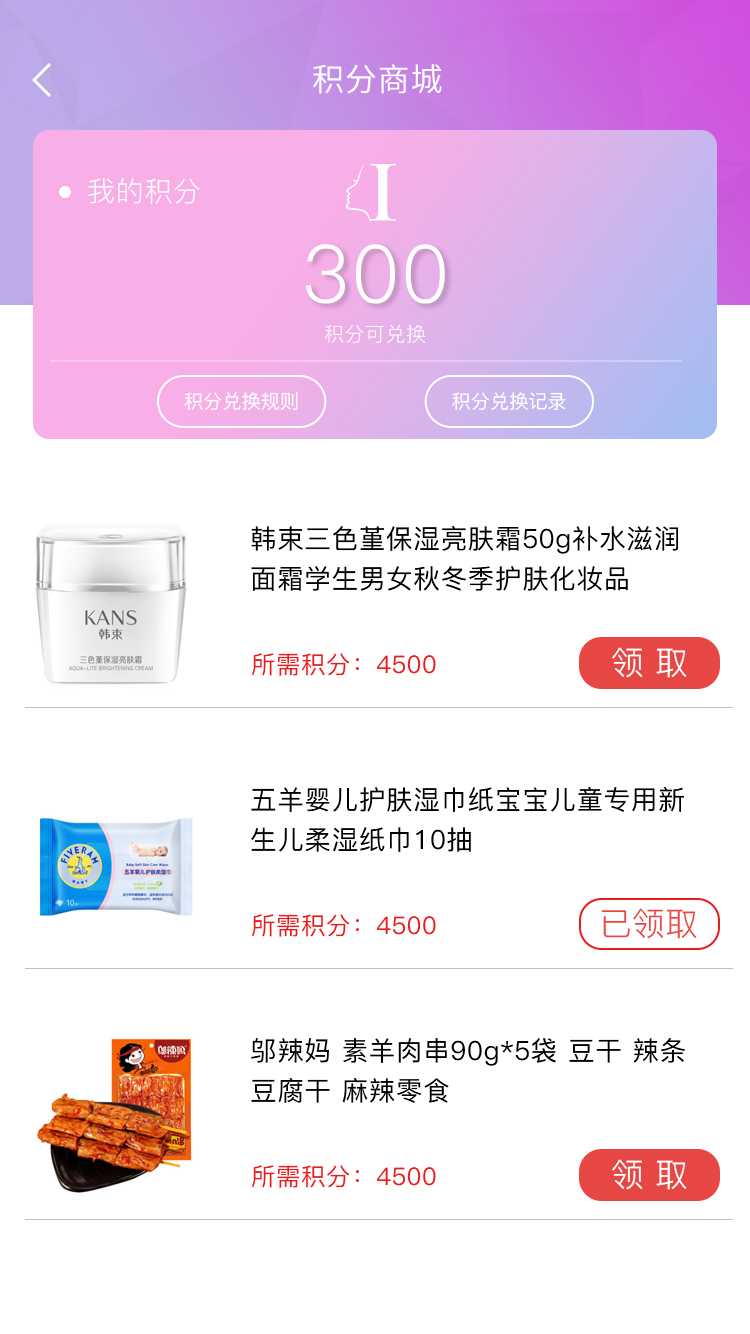 积分商城
我的积分
300
积分可兑换
积分兑换规则
积分兑换记录
韩束三色堇保湿亮肤霜50g补水滋润
面霜学生男女秋冬季护肤化妆品
KANS
韩束
三色堇保湿亮肤霜
AQUA-LITE BRIGHTENING CREAM
所需积分：4500
领 取
五羊婴儿护肤湿巾纸宝宝儿童专用新
生儿柔湿纸巾10抽
FIVERAM
BABY
Baby Soft Skin Care Wipes
五羊婴儿护肤柔湿巾
所需积分：4500
已领取
邬辣妈 素羊肉串90g*5袋 豆干 辣条
豆腐干 麻辣零食
邬辣妈
所需积分：4500
领 取